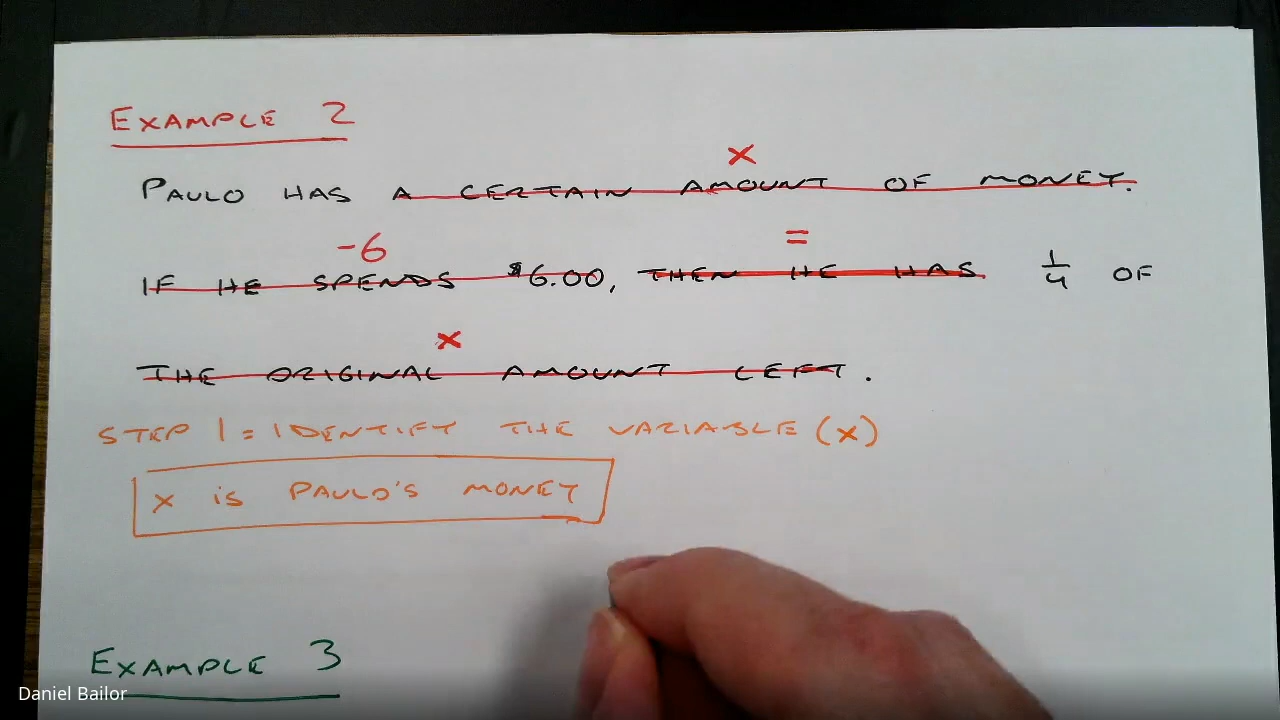 EXAMPLE 2
x
PAULO HAS A CERTAIN AMOUNT OF MONEY.
-6 =
IF HE SPENDS $6.00, THEN HE HAS 1/4 OF
x
THE ORIGINAL AMOUNT LEFT.
STEP 1 = IDENTIFY THE VARIABLE (x)
x is PAULO'S MONEY
EXAMPLE 3
Daniel Bailor